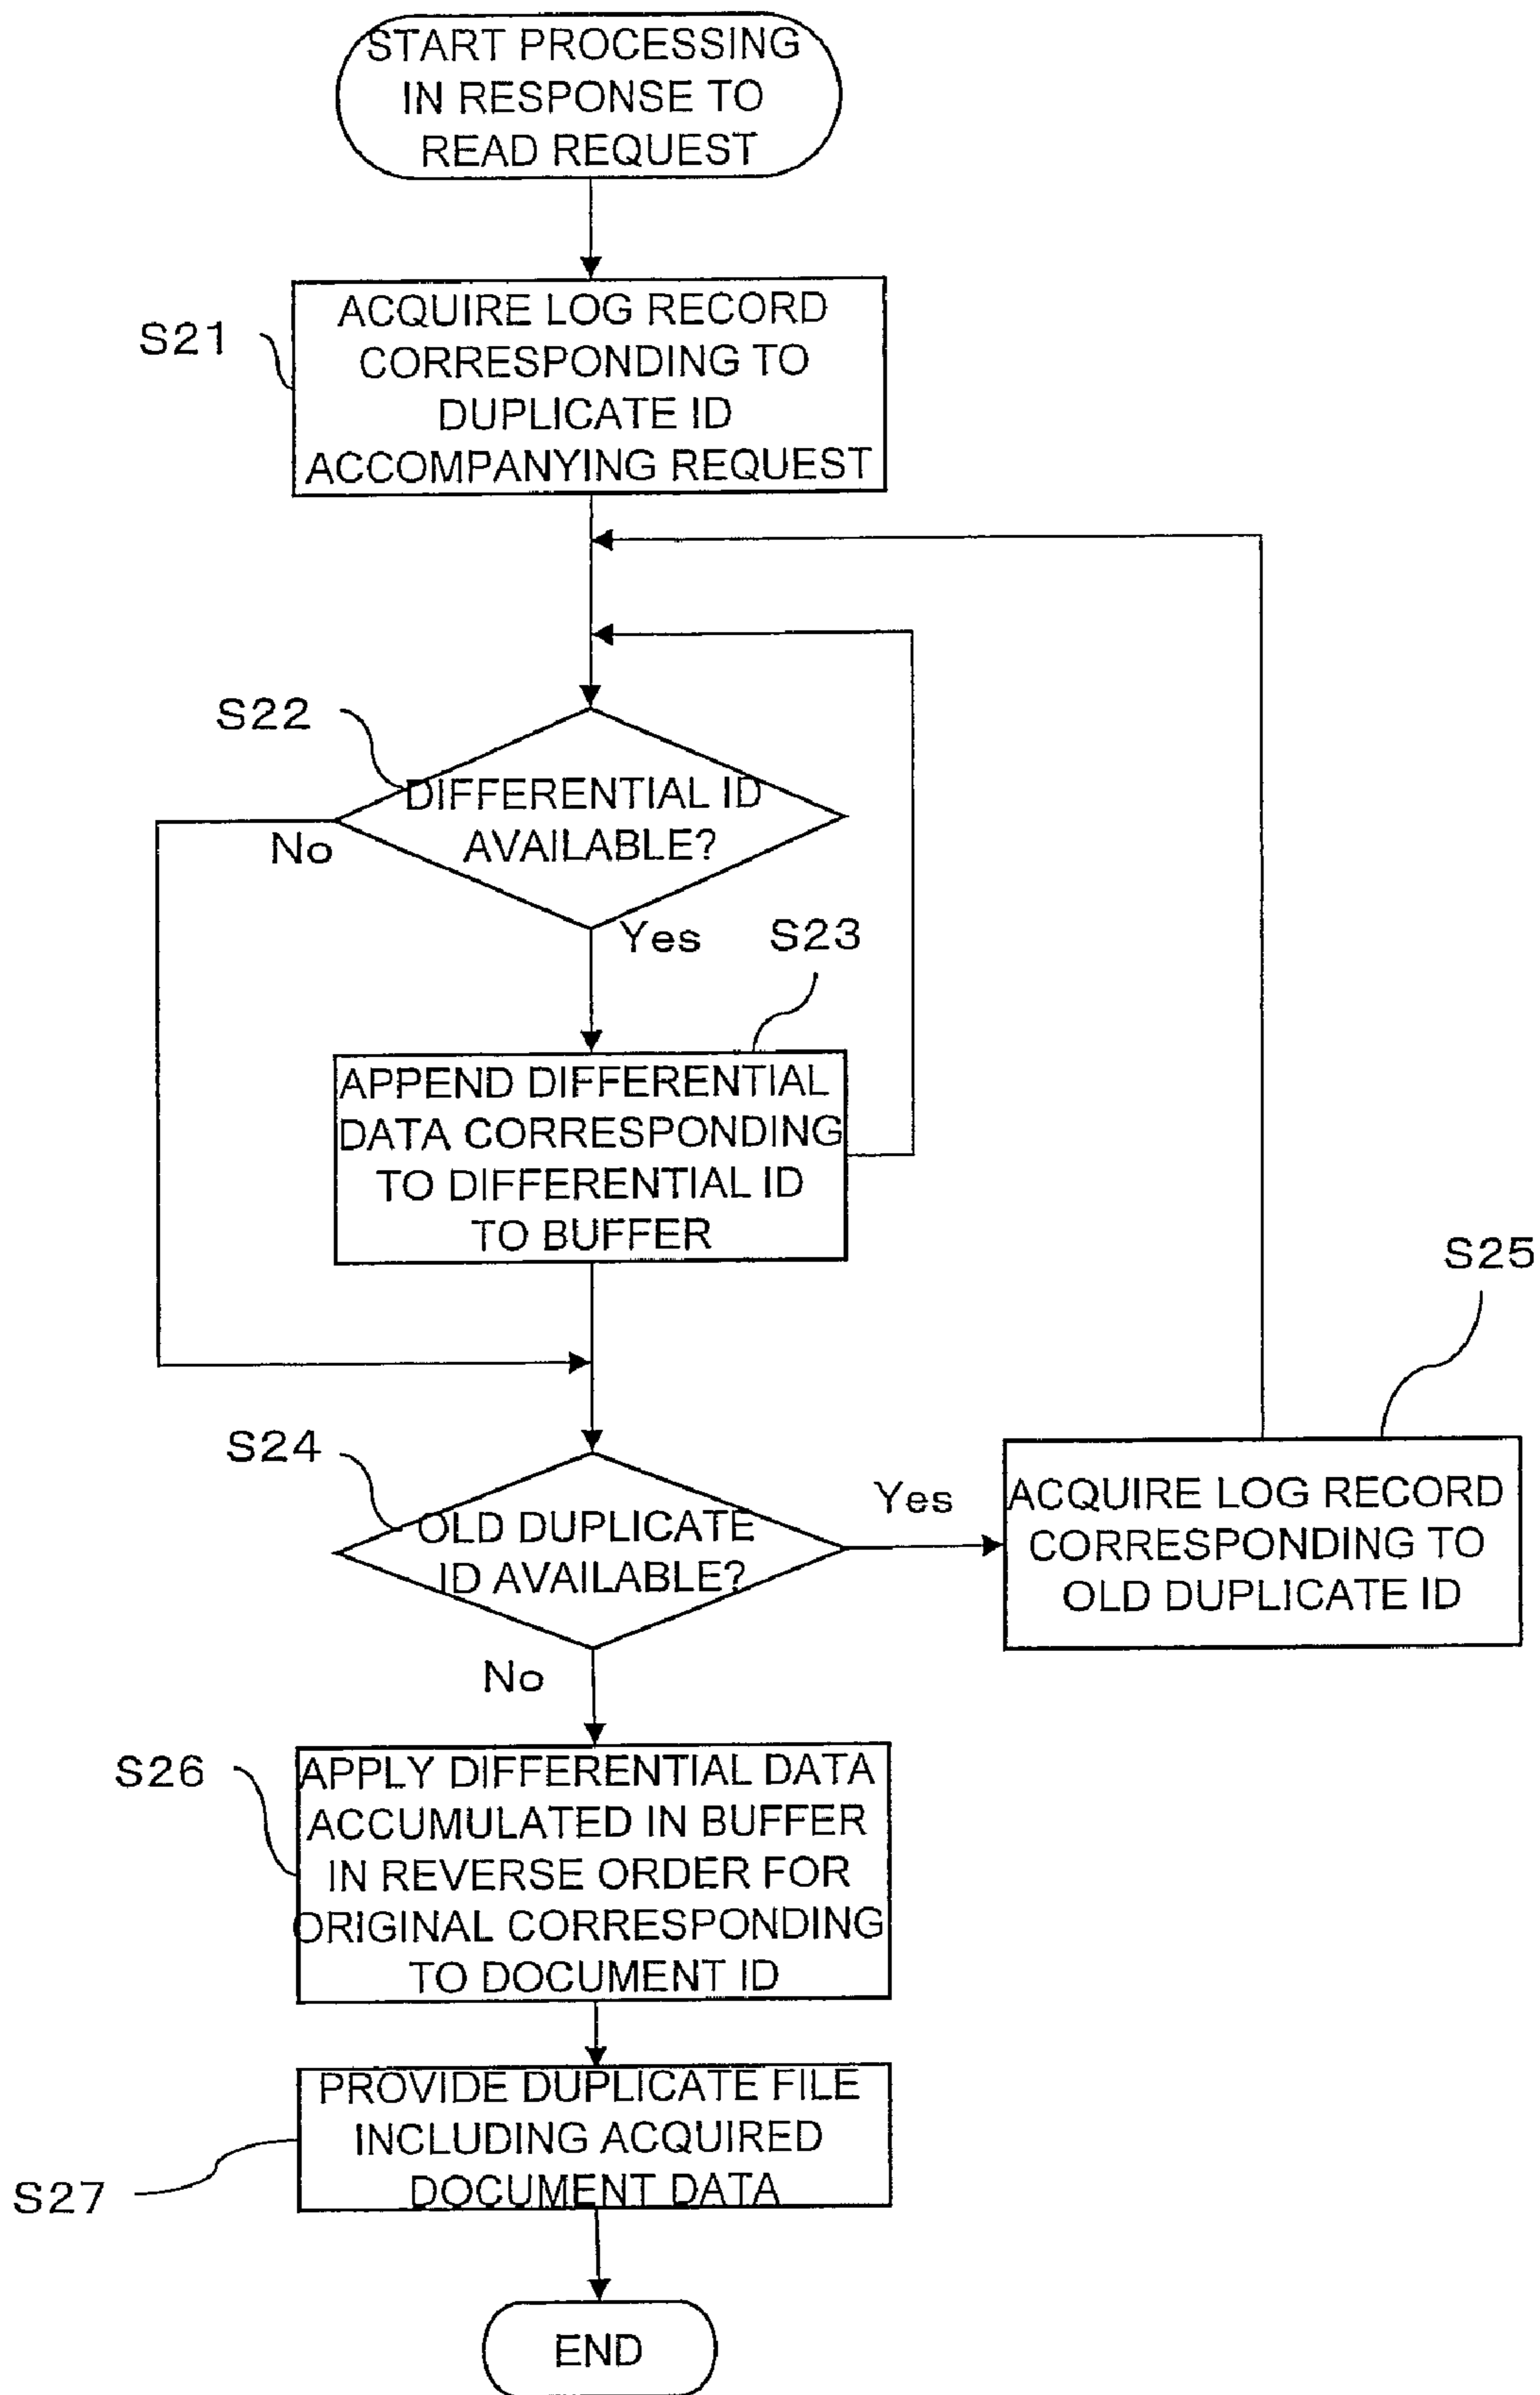 START PROCESSING
IN RESPONSE TO
READ REQUEST
S21
ACQUIRE LOG RECORD
CORRESPONDING TO
DUPLICATE ID
ACCOMPANYING REQUEST
S22
DIFFERENTIAL ID
AVAILABLE?
No
Yes
S23
APPEND DIFFERENTIAL
DATA CORRESPONDING
TO DIFFERENTIAL ID
TO BUFFER
S24
OLD DUPLICATE
ID AVAILABLE?
Yes
No
S25
ACQUIRE LOG RECORD
CORRESPONDING TO
OLD DUPLICATE ID
S26
APPLY DIFFERENTIAL DATA
ACCUMULATED IN BUFFER
IN REVERSE ORDER FOR
ORIGINAL CORRESPONDING
TO DOCUMENT ID
S27
PROVIDE DUPLICATE FILE
INCLUDING ACQUIRED
DOCUMENT DATA
END